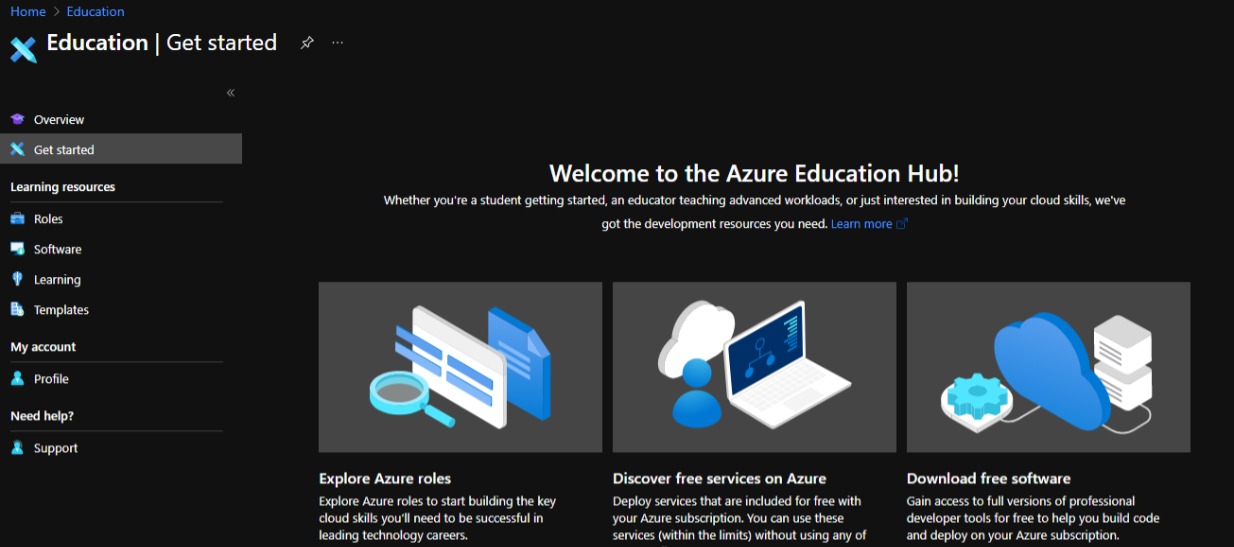 Home > Education
Education | Get started
«
Overview
Get started
Learning resources
Roles
Software
Learning
Templates
My account
Profile
Need help?
Support
Welcome to the Azure Education Hub!
Whether you're a student getting started, an educator teaching advanced workloads, or just interested in building your cloud skills, we've
got the development resources you need. Learn more
Explore Azure roles
Explore Azure roles to start building the key
cloud skills you'll need to be successful in
leading technology careers.
Discover free services on Azure
Deploy services that are included for free with
your Azure subscription. You can use these
services (within the limits) without using any of
Download free software
Gain access to full versions of professional
developer tools for free to help you build code
and deploy on your Azure subscription.